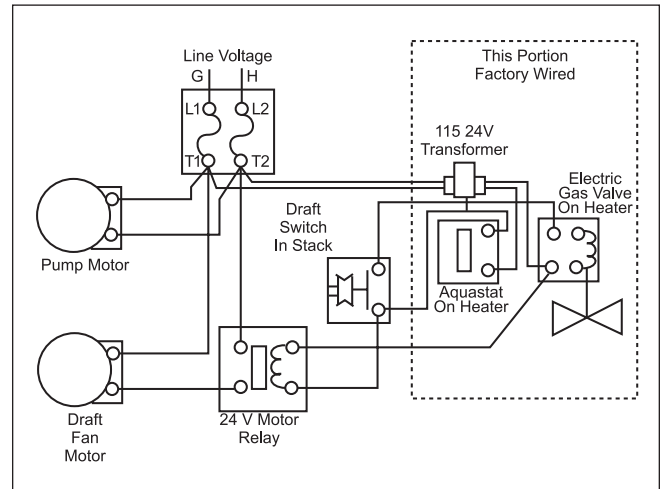 Line Voltage
G H
L1 L2
T1 T2
This Portion
Factory Wired
115 24V
Transformer
Electric
Gas Valve
On Heater
Draft
Switch
In Stack
Pump Motor
Aquastat
On Heater
Draft
Fan
Motor
24 V Motor
Relay